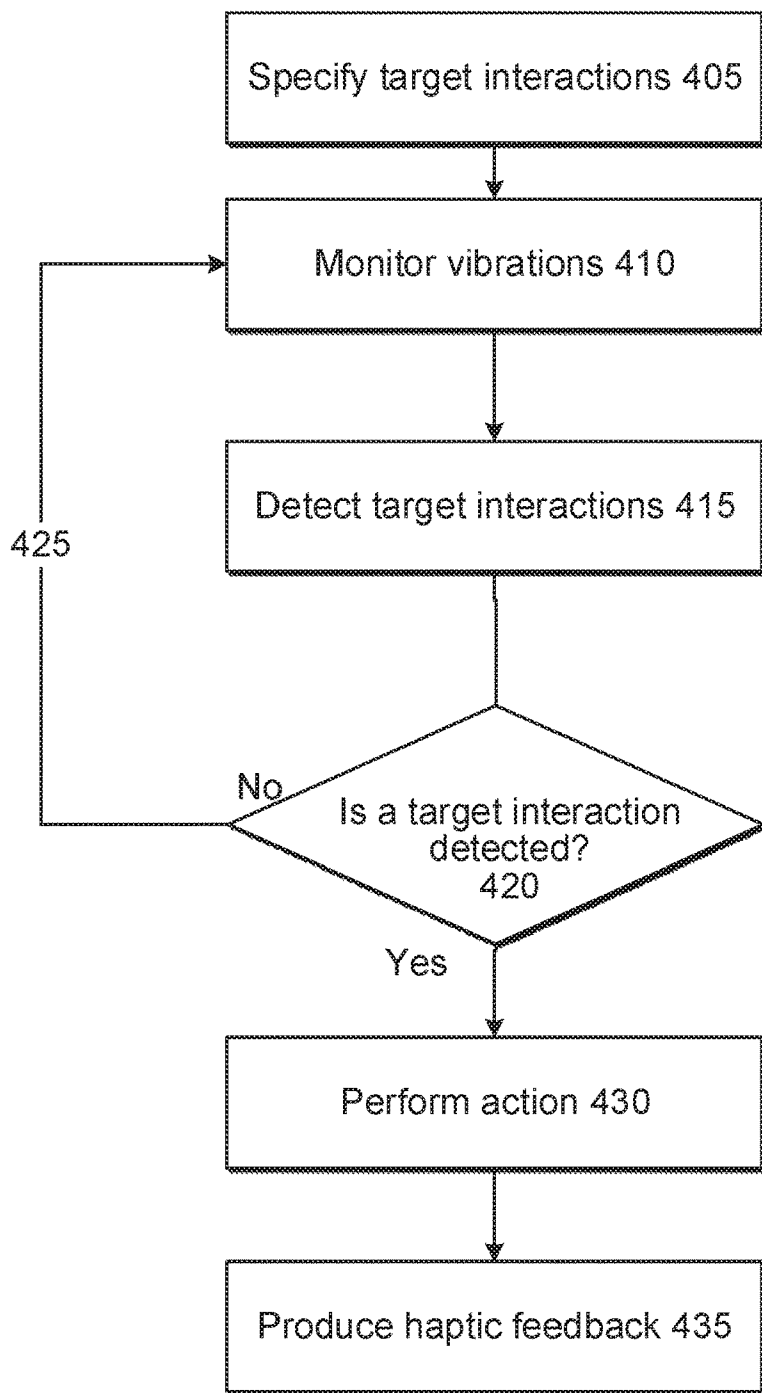 Specify target interactions 405
Monitor vibrations 410
Detect target interactions 415
425
No
Is a target interaction
detected?
420
Yes
Perform action 430
Produce haptic feedback 435